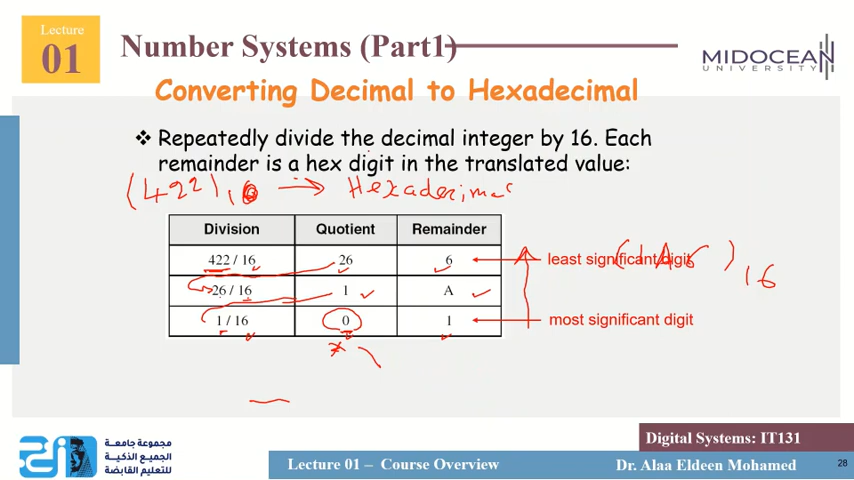 Lecture
01
Number Systems (Part1)
MIDOCEAN
UNIVERSITY
Converting Decimal to Hexadecimal
❖ Repeatedly divide the decimal integer by 16. Each
remainder is a hex digit in the translated value:
(422)10 → Hexadecimal
Division Quotient Remainder
422 / 16 26 6 least significant digit
(1A6)16
26 / 16 1 A
1 / 16 0 1 most significant digit
مجموعة جامعة
الجميع الذكية
للتعليم القابضة
Digital Systems: IT131
Lecture 01 – Course Overview
Dr. Alaa Eldeen Mohamed
28